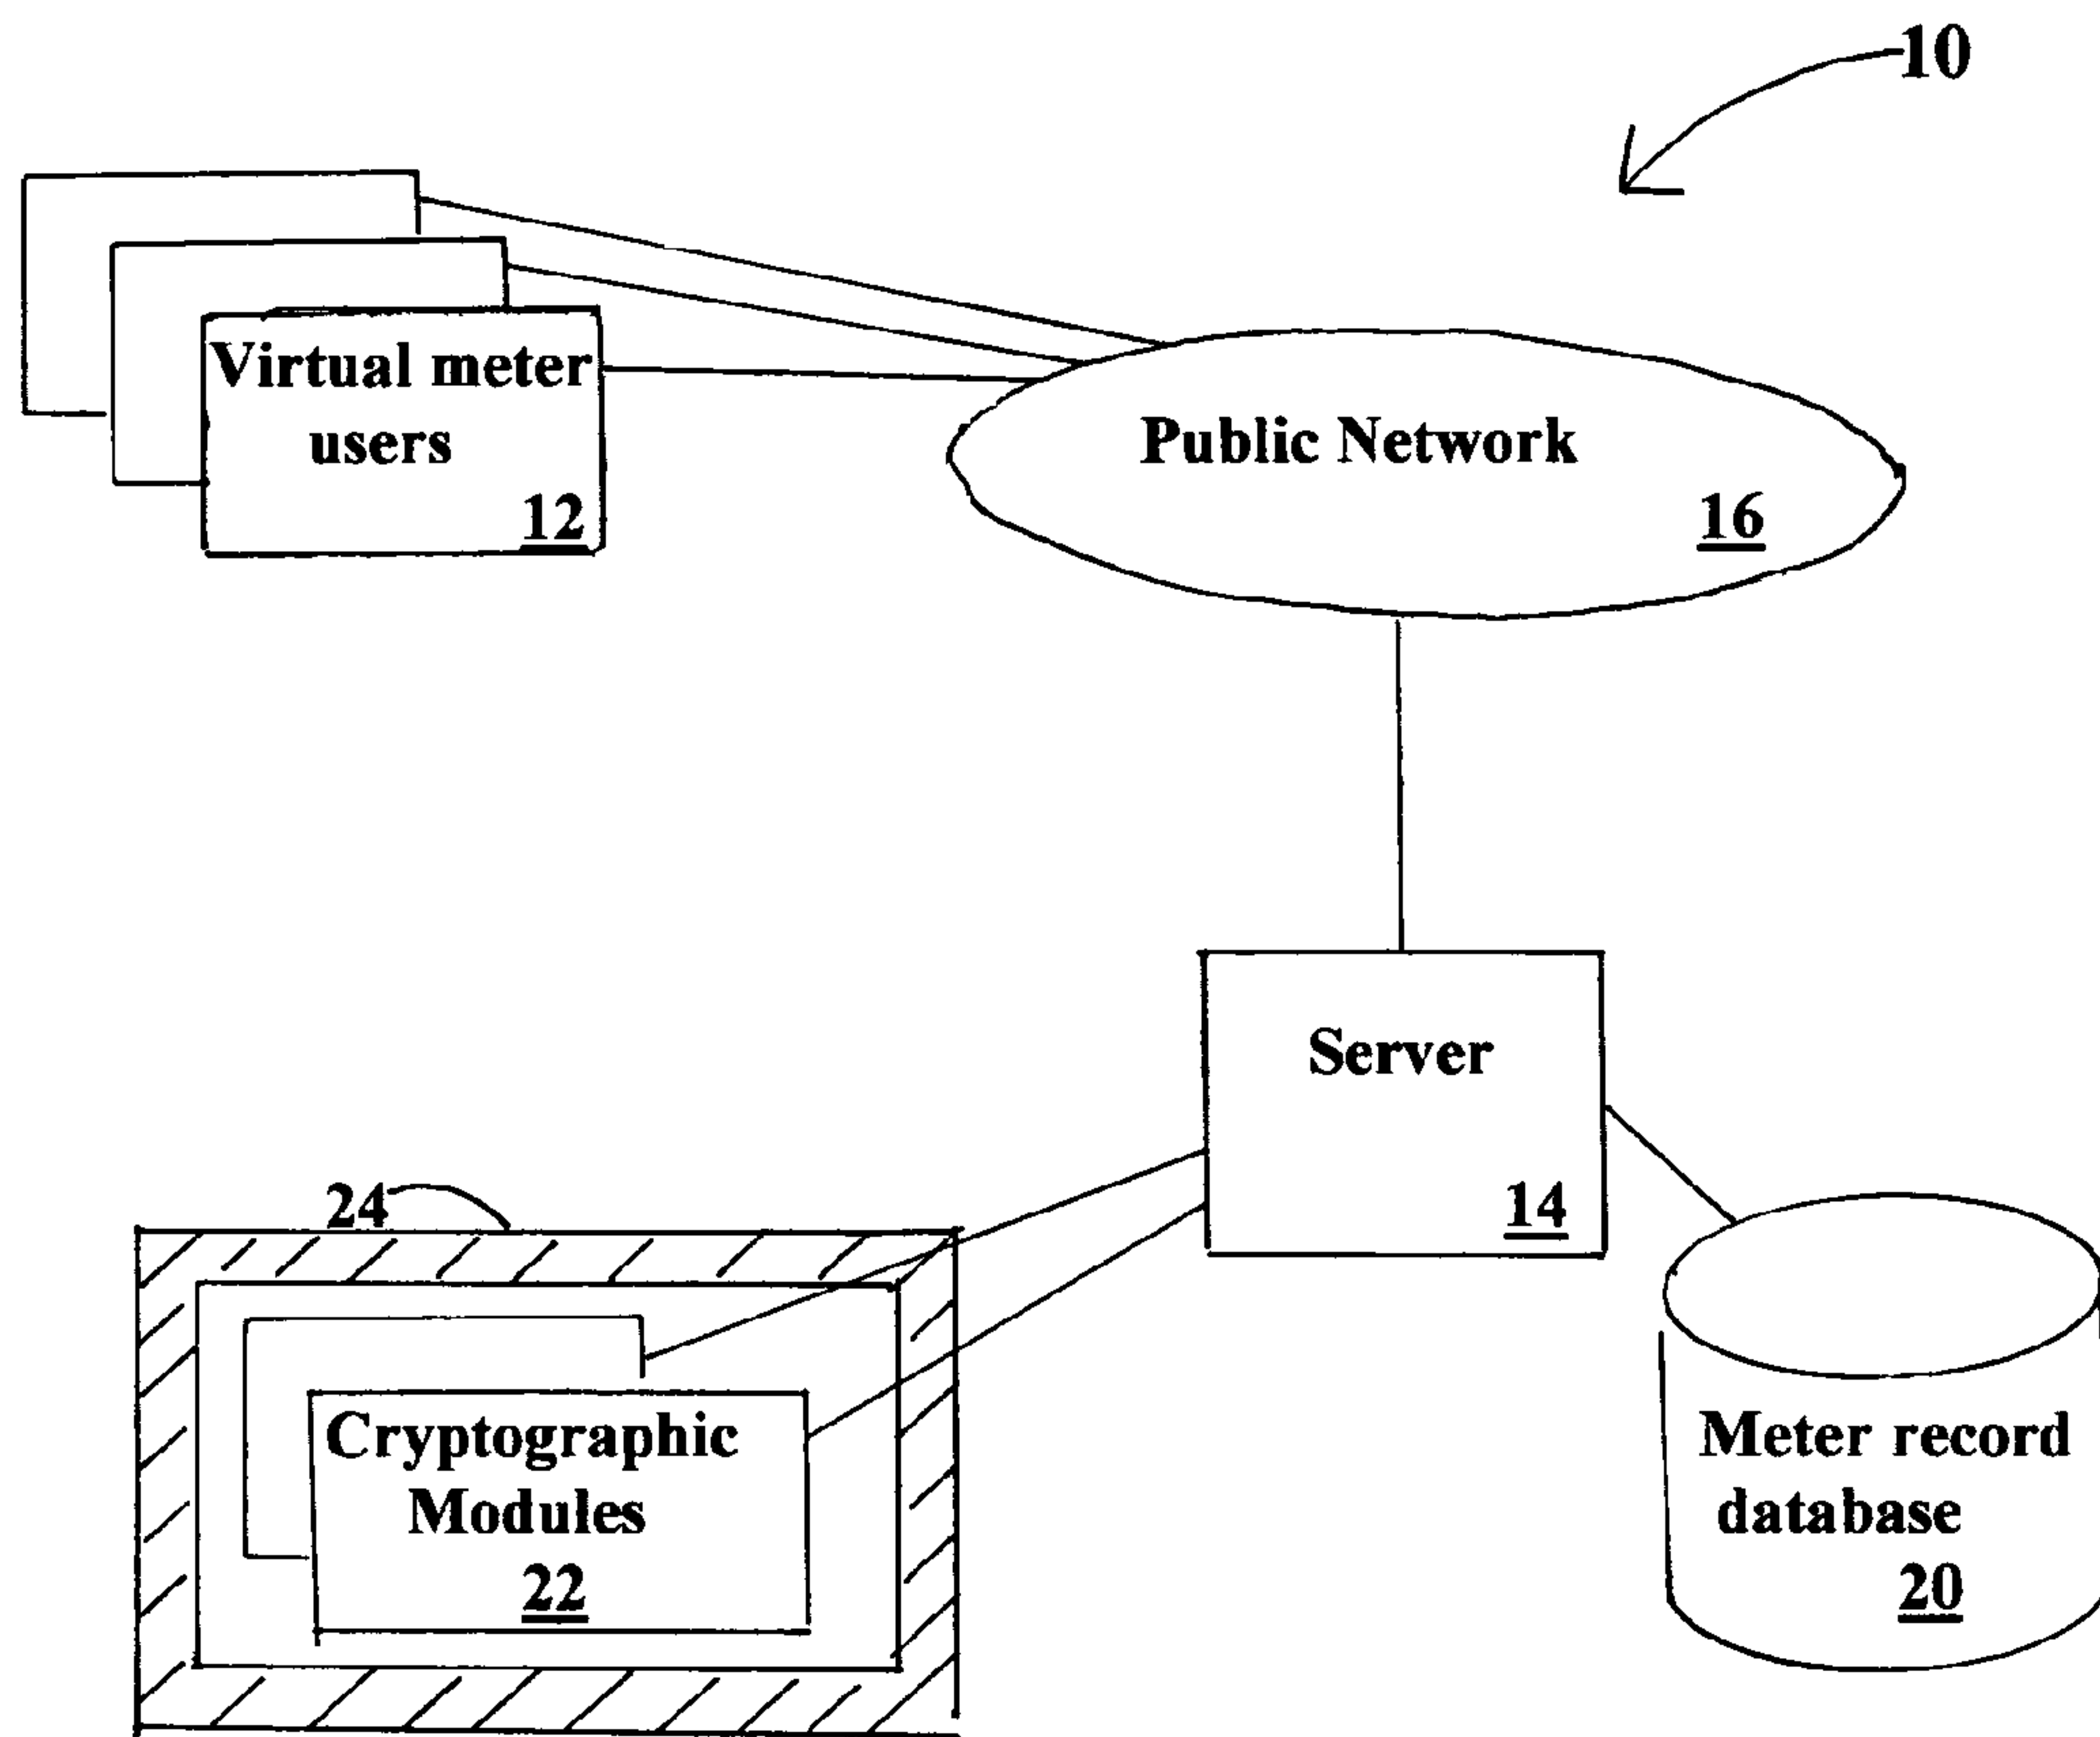 10
Virtual meter
users
12
Public Network
16
Server
14
24
Cryptographic
Modules
22
Meter record
database
20